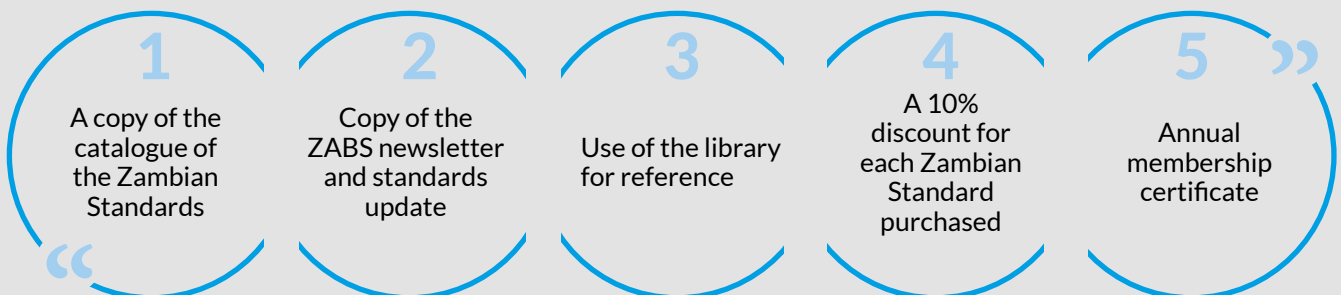 1
A copy of the
catalogue of
the Zambian
Standards
“
2
Copy of the
ZABS newsletter
and standards
update
3
Use of the library
for reference
4
A 10%
discount for
each Zambian
Standard
purchased
5
”
Annual
membership
certificate